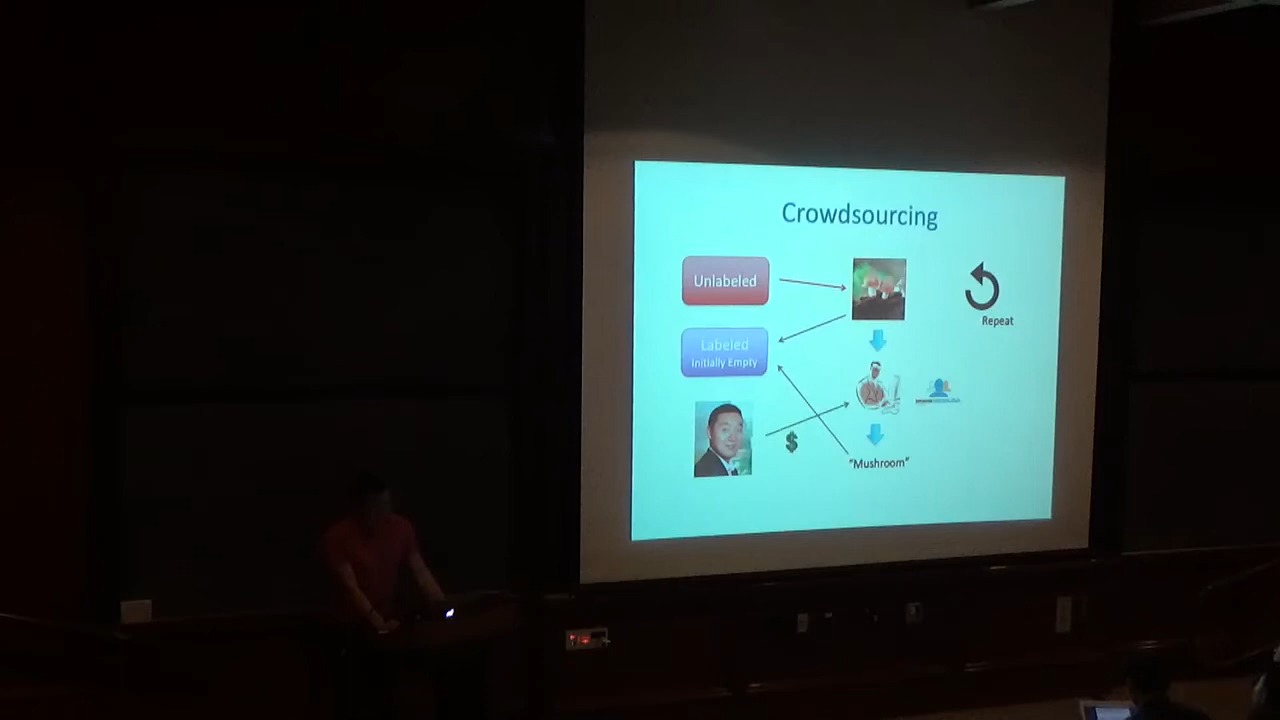 Crowdsourcing
Unlabeled
Repeat
Labeled
Initially Empty
$
"Mushroom"